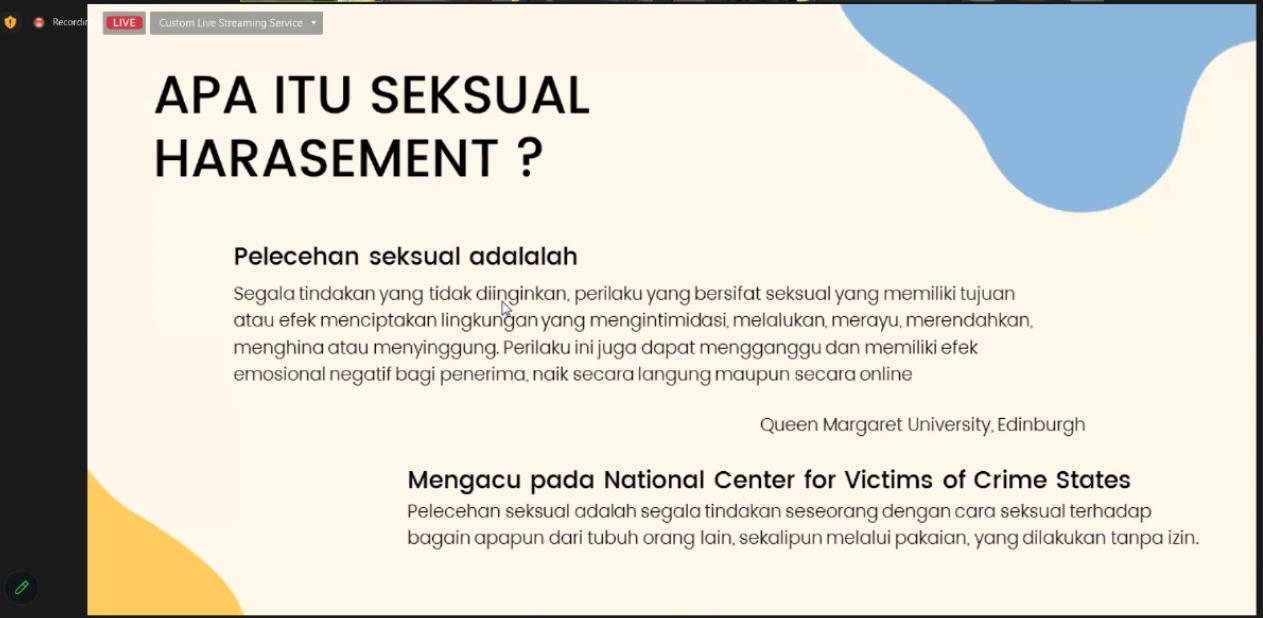 Recordin
LIVE
Custom Live Streaming Service
APA ITU SEKSUAL
HARASEMENT ?
Pelecehan seksual adalalah
Segala tindakan yang tidak diinginkan, perilaku yang bersifat seksual yang memiliki tujuan
atau efek menciptakan lingkungan yang mengintimidasi, melalukan, merayu, merendahkan,
menghina atau menyinggung. Perilaku ini juga dapat mengganggu dan memiliki efek
emosional negatif bagi penerima, naik secara langung maupun secara online
Queen Margaret University, Edinburgh
Mengacu pada National Center for Victims of Crime States
Pelecehan seksual adalah segala tindakan seseorang dengan cara seksual terhadap
bagain apapun dari tubuh orang lain, sekalipun melalui pakaian, yang dilakukan tanpa izin.